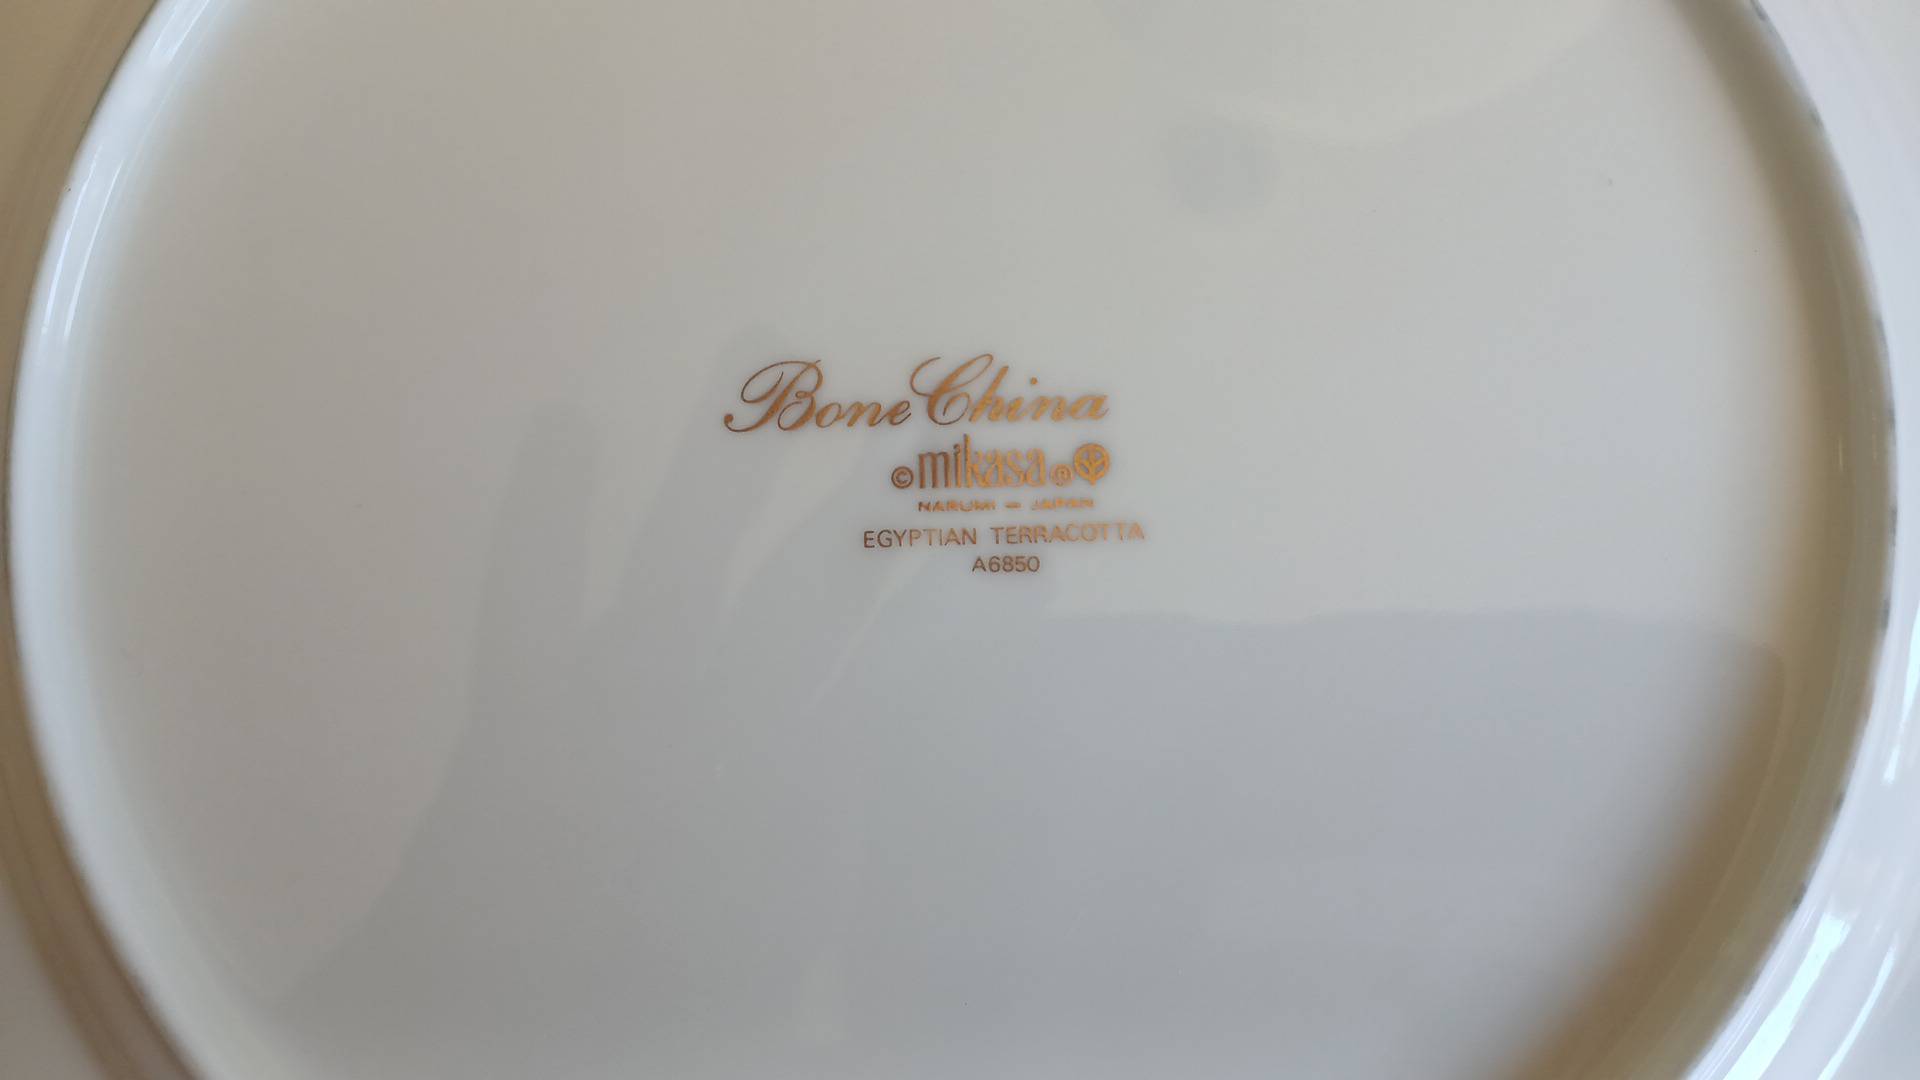 Bone China
© mikasa ®
NARUMI – JAPAN
EGYPTIAN TERRACOTTA
A6850